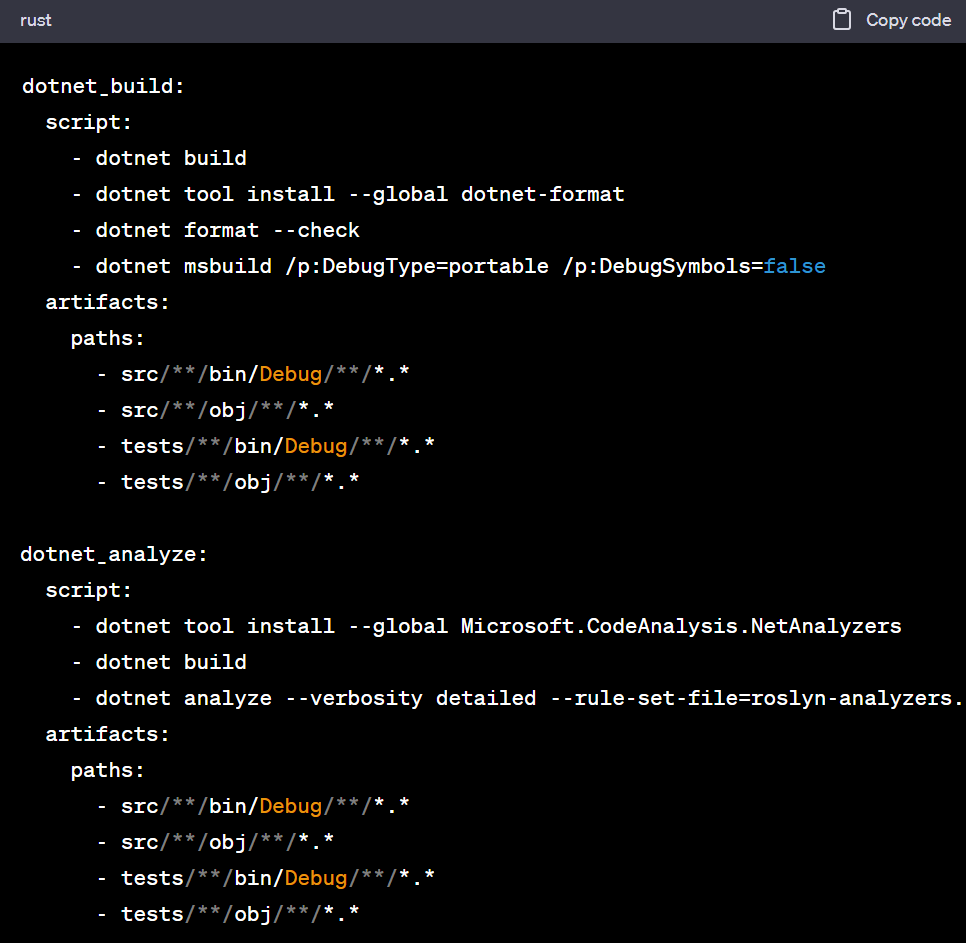 rust
Copy code
dotnet_build:
  script:
    - dotnet build
    - dotnet tool install --global dotnet-format
    - dotnet format --check
    - dotnet msbuild /p:DebugType=portable /p:DebugSymbols=false
  artifacts:
    paths:
      - src/**/bin/Debug/**/*.*
      - src/**/obj/**/*.*
      - tests/**/bin/Debug/**/*.*
      - tests/**/obj/**/*.*
dotnet_analyze:
  script:
    - dotnet tool install --global Microsoft.CodeAnalysis.NetAnalyzers
    - dotnet build
    - dotnet analyze --verbosity detailed --rule-set-file=roslyn-analyzers.
  artifacts:
    paths:
      - src/**/bin/Debug/**/*.*
      - src/**/obj/**/*.*
      - tests/**/bin/Debug/**/*.*
      - tests/**/obj/**/*.*